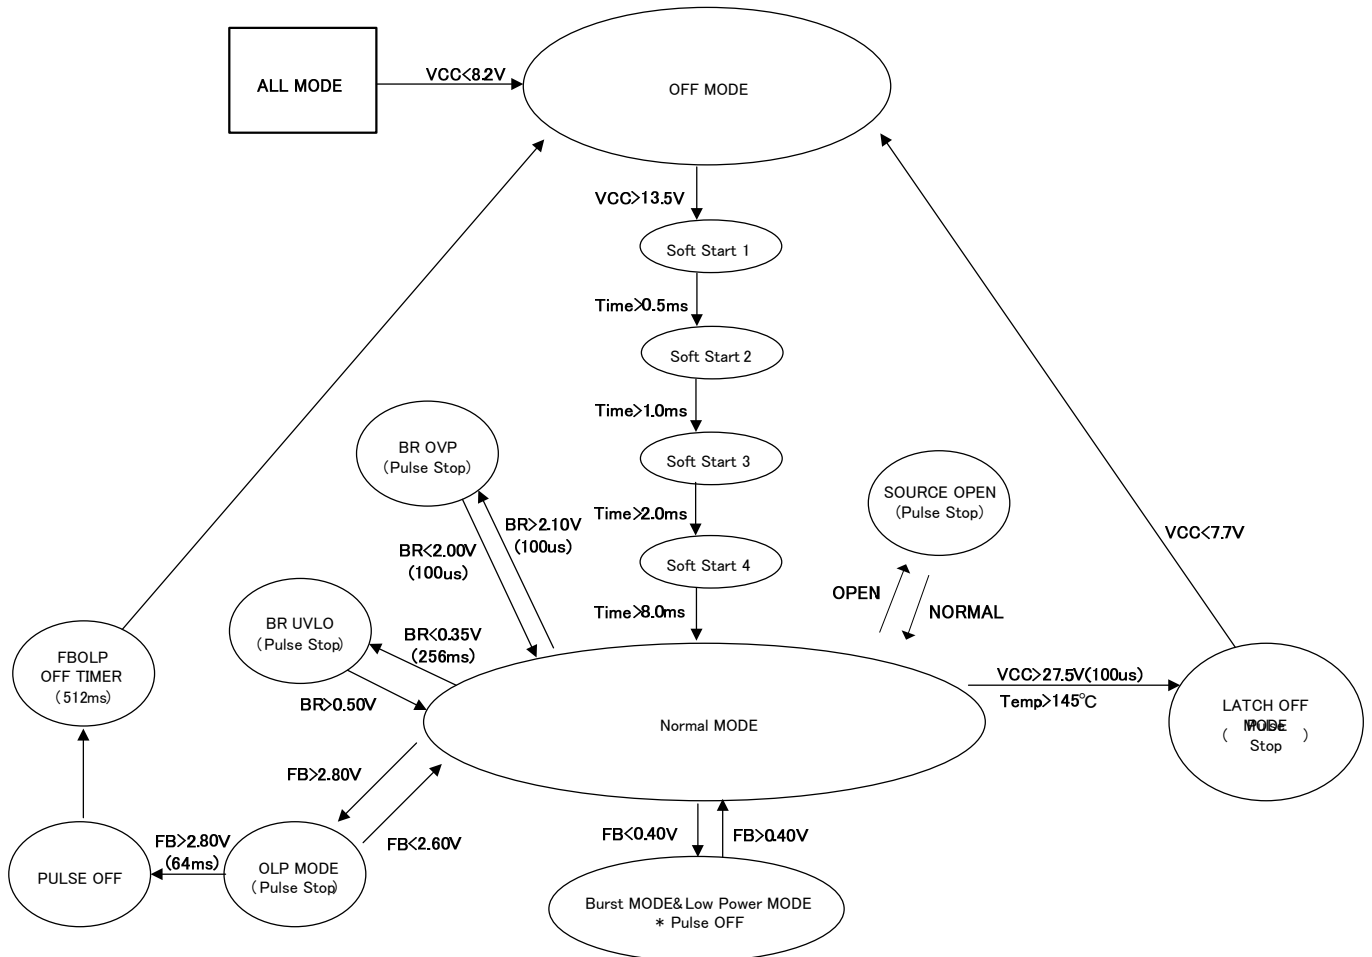 ALL MODE
VCC<8.2V
OFF MODE
VCC>13.5V
Soft Start 1
Time>0.5ms
Soft Start 2
Time>1.0ms
Soft Start 3
Time>2.0ms
Soft Start 4
Time>8.0ms
BR OVP
(Pulse Stop)
BR>2.10V
(100us)
BR<2.00V
(100us)
SOURCE OPEN
(Pulse Stop)
OPEN
NORMAL
VCC<7.7V
BR UVLO
(Pulse Stop)
BR<0.35V
(256ms)
BR>0.50V
FBOLP
OFF TIMER
(512ms)
Normal MODE
VCC>27.5V(100us)
Temp>145℃
LATCH OFF
MODE
( Pulse )
Stop
FB>2.80V
FB<2.60V
FB>2.80V
(64ms)
PULSE OFF
OLP MODE
(Pulse Stop)
FB<0.40V
FB>0.40V
Burst MODE&Low Power MODE
* Pulse OFF